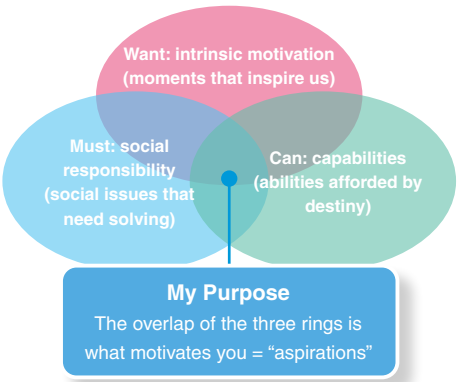 Want: intrinsic motivation
(moments that inspire us)
Must: social
responsibility
(social issues that
need solving)
Can: capabilities
(abilities afforded by
destiny)
My Purpose
The overlap of the three rings is
what motivates you = “aspirations”